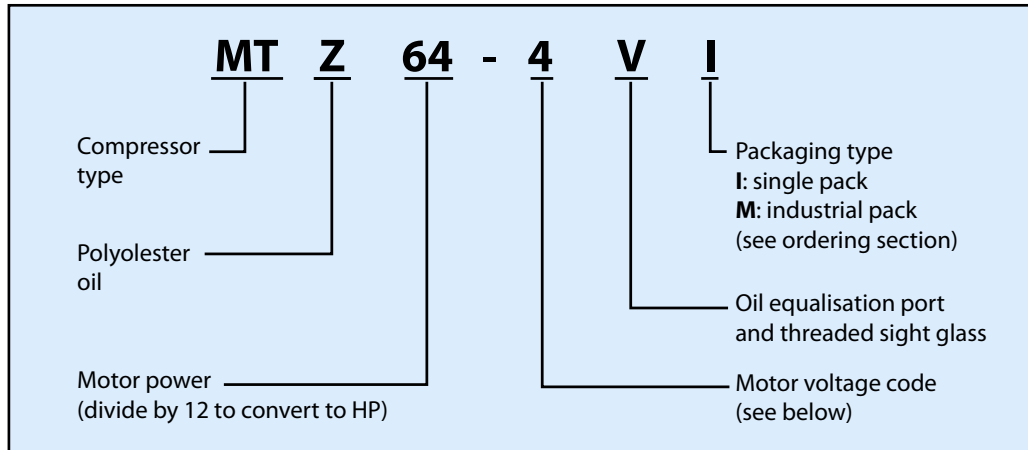 MT Z 64 - 4 V I
Compressor
type
Polyolester
oil
Motor power
(divide by 12 to convert to HP)
Packaging type
I: single pack
M: industrial pack
(see ordering section)
Oil equalisation port
and threaded sight glass
Motor voltage code
(see below)